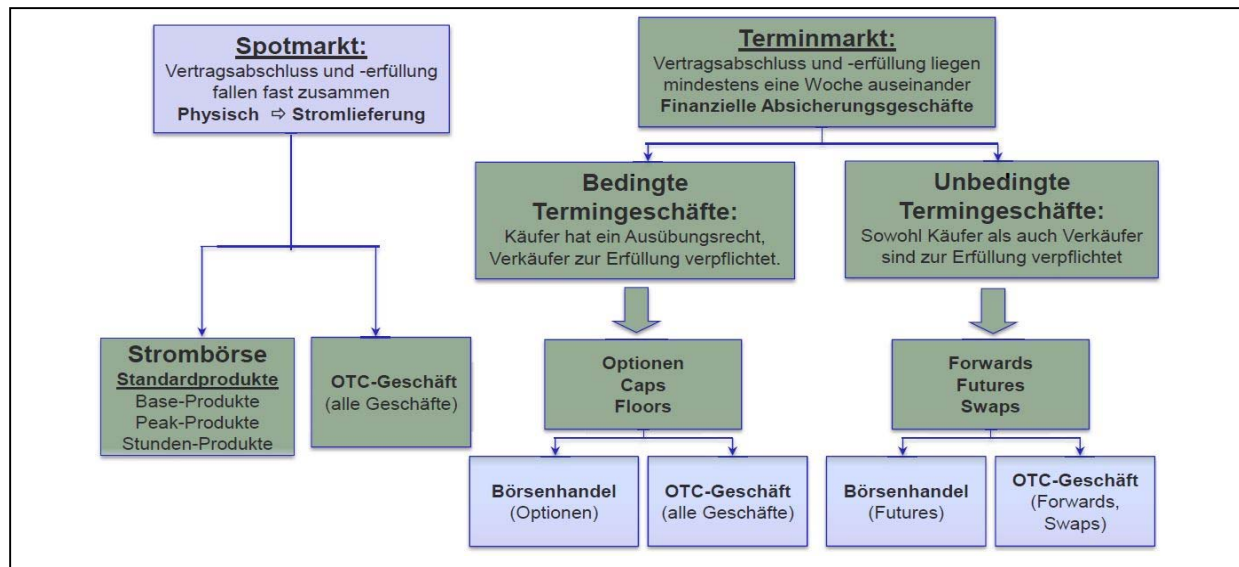 Spotmarkt:
Vertragsabschluss und -erfüllung
fallen fast zusammen
Physisch ⇨ Stromlieferung
Terminmarkt:
Vertragsabschluss und -erfüllung liegen
mindestens eine Woche auseinander
Finanzielle Absicherungsgeschäfte
Bedingte
Termingeschäfte:
Käufer hat ein Ausübungsrecht,
Verkäufer zur Erfüllung verpflichtet.
Unbedingte
Termingeschäfte:
Sowohl Käufer als auch Verkäufer
sind zur Erfüllung verpflichtet
Strombörse
Standardprodukte
Base-Produkte
Peak-Produkte
Stunden-Produkte
OTC-Geschäft
(alle Geschäfte)
Optionen
Caps
Floors
Forwards
Futures
Swaps
Börsenhandel
(Optionen)
OTC-Geschäft
(alle Geschäfte)
Börsenhandel
(Futures)
OTC-Geschäft
(Forwards,
Swaps)